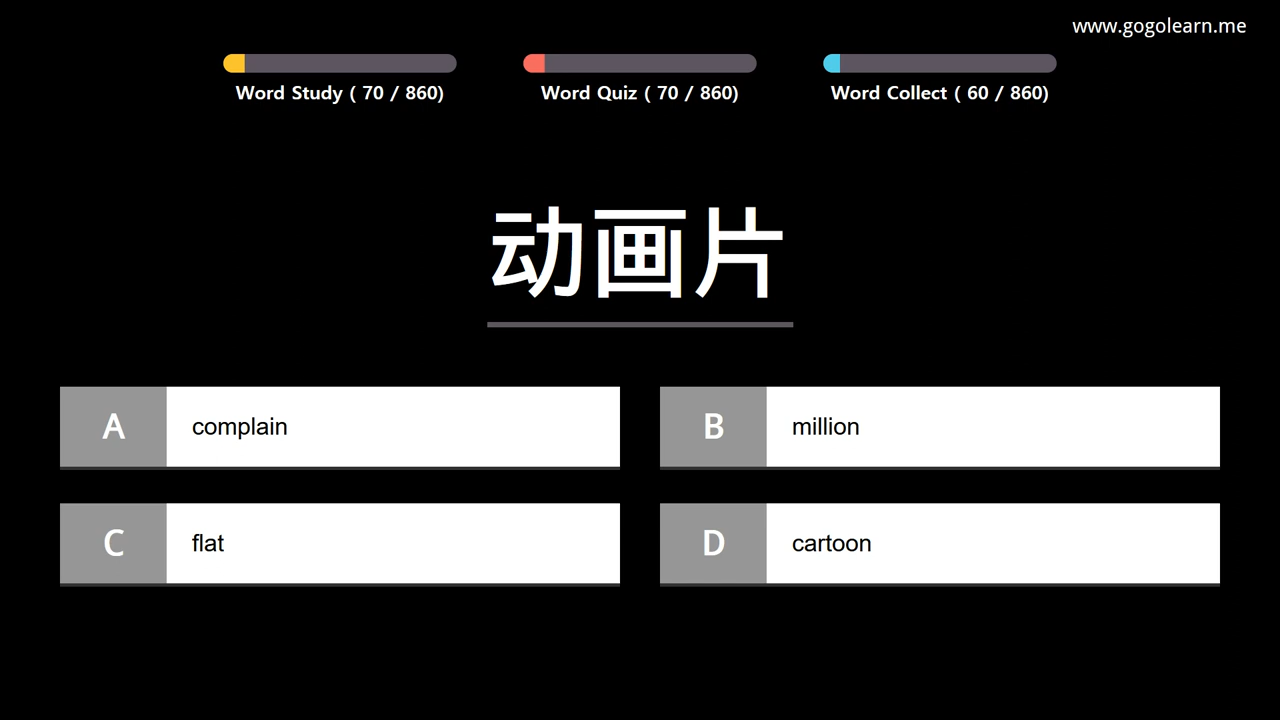 www.gogolearn.me
Word Study ( 70 / 860)
Word Quiz ( 70 / 860)
Word Collect ( 60 / 860)
动画片
A complain
B million
C flat
D cartoon